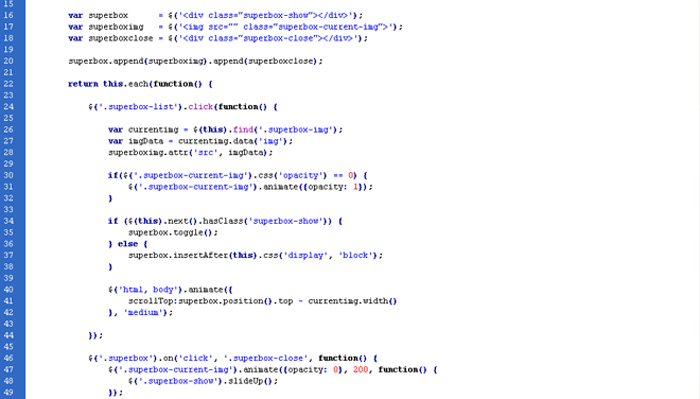 15
16 var superbox = $('<div class="superbox-show"></div>');
17 var superboximg = $('<img src="" class="superbox-current-img">');
18 var superboxclose = $('<div class="superbox-close"></div>');
19
20 superbox.append(superboximg).append(superboxclose);
21
22 return this.each(function() {
23
24 $('.superbox-list').click(function() {
25
26 var currentimg = $(this).find('.superbox-img');
27 var imgData = currentimg.data('img');
28 superboximg.attr('src', imgData);
29
30 if($('.superbox-current-img').css('opacity') == 0) {
31 $('.superbox-current-img').animate({opacity: 1});
32 }
33
34 if ($(this).next().hasClass('superbox-show')) {
35 superbox.toggle();
36 } else {
37 superbox.insertAfter(this).css('display', 'block');
38 }
39
40 $('html, body').animate({
41 scrollTop:superbox.position().top - currentimg.width()
42 }, 'medium');
43
44 });
45
46 $('.superbox').on('click', '.superbox-close', function() {
47 $('.superbox-current-img').animate({opacity: 0}, 200, function() {
48 $('.superbox-show').slideUp();
49 });